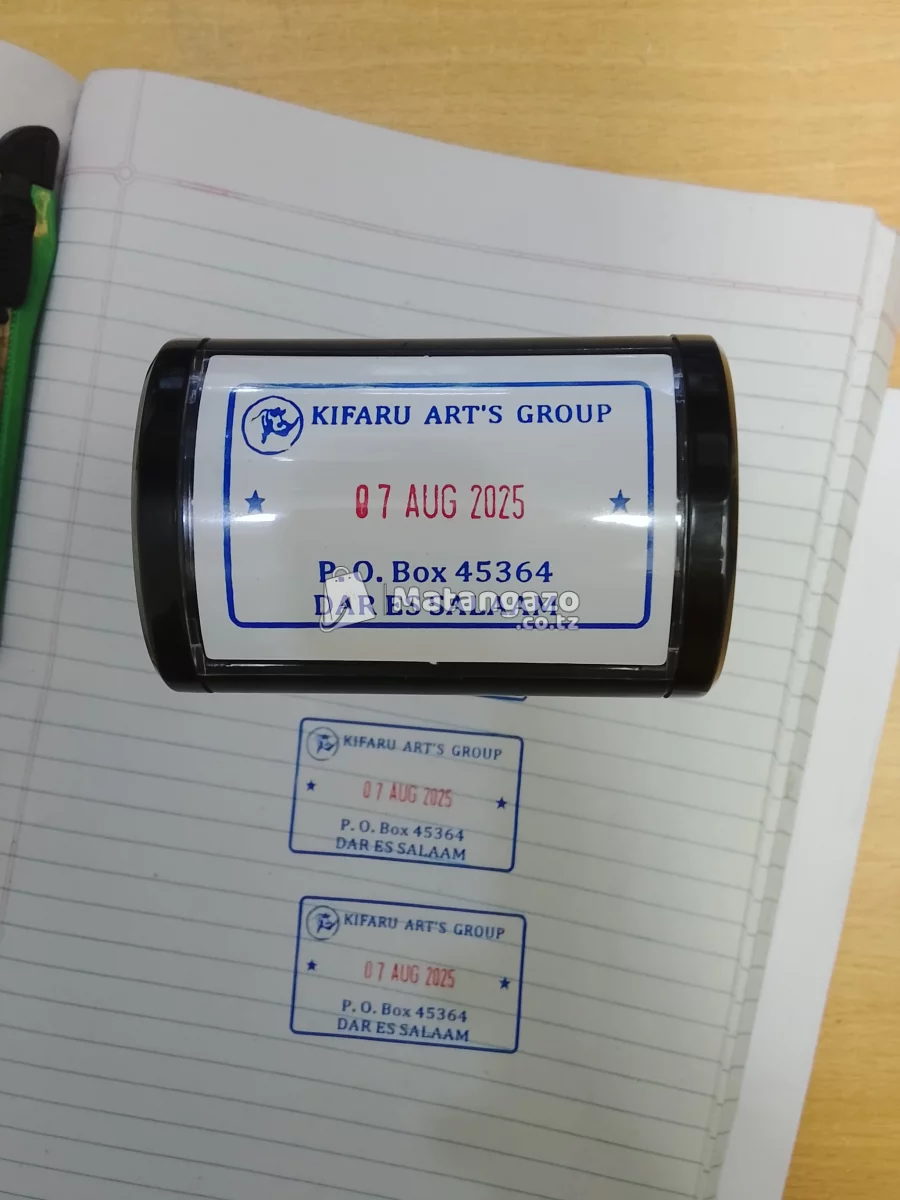 KIFARU ART'S GROUP
★ 07 AUG 2025 ★
P. O. Box 45364
DAR ES SALAAM
Matangazo
.co.tz
KIFARU ART'S GROUP
★ 07 AUG 2025 ★
P. O. Box 45364
DAR ES SALAAM
KIFARU ART'S GROUP
★ 07 AUG 2025 ★
P. O. Box 45364
DAR ES SALAAM